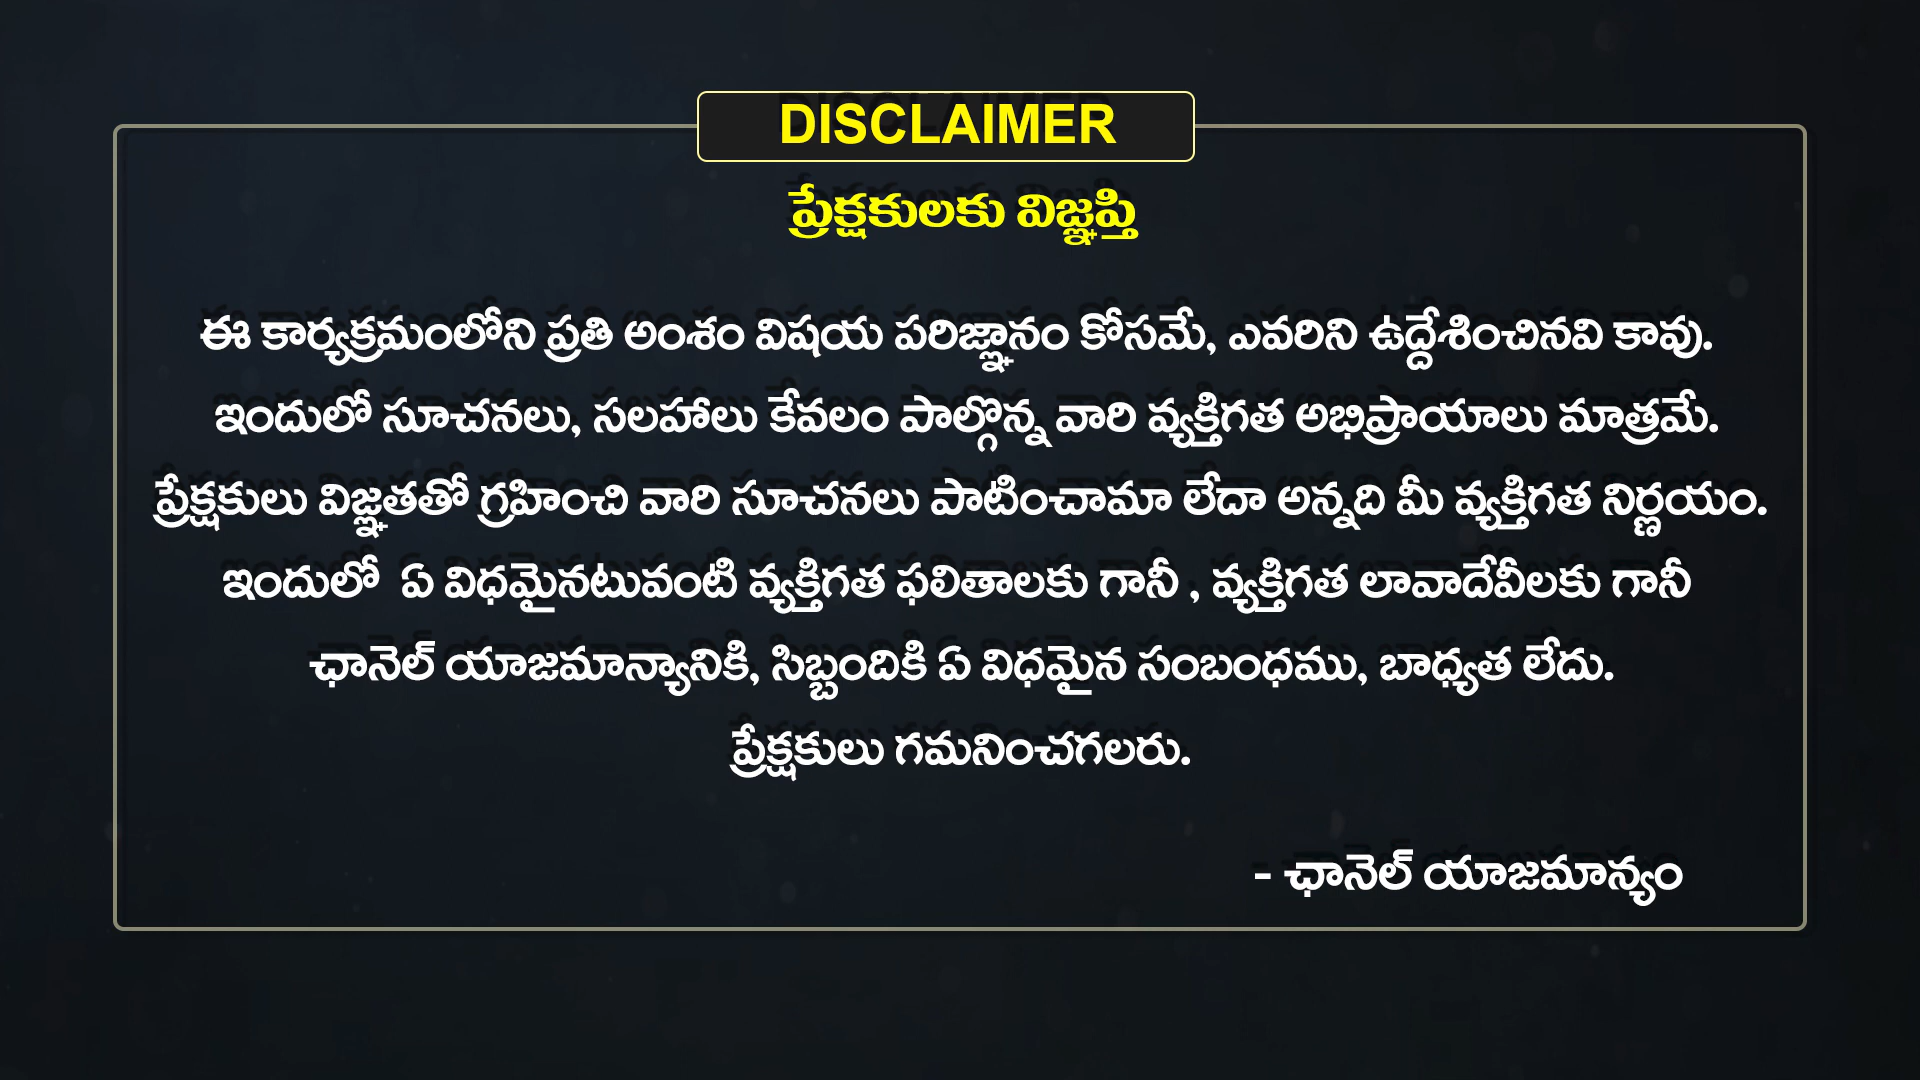 DISCLAIMER
ప్రేక్షకులకు విజ్ఞప్తి
ఈ కార్యక్రమంలోని ప్రతి అంశం విషయ పరిజ్ఞానం కోసమే, ఎవరిని ఉద్దేశించినవి కావు.
ఇందులో సూచనలు, సలహాలు కేవలం పాల్గొన్న వారి వ్యక్తిగత అభిప్రాయాలు మాత్రమే.
ప్రేక్షకులు విజ్ఞతతో గ్రహించి వారి సూచనలు పాటించామా లేదా అన్నది మీ వ్యక్తిగత నిర్ణయం.
ఇందులో ఏ విధమైనటువంటి వ్యక్తిగత ఫలితాలకు గానీ , వ్యక్తిగత లావాదేవీలకు గానీ
ఛానెల్ యాజమాన్యానికి, సిబ్బందికి ఏ విధమైన సంబంధము, బాధ్యత లేదు.
ప్రేక్షకులు గమనించగలరు.
- ఛానెల్ యాజమాన్యం